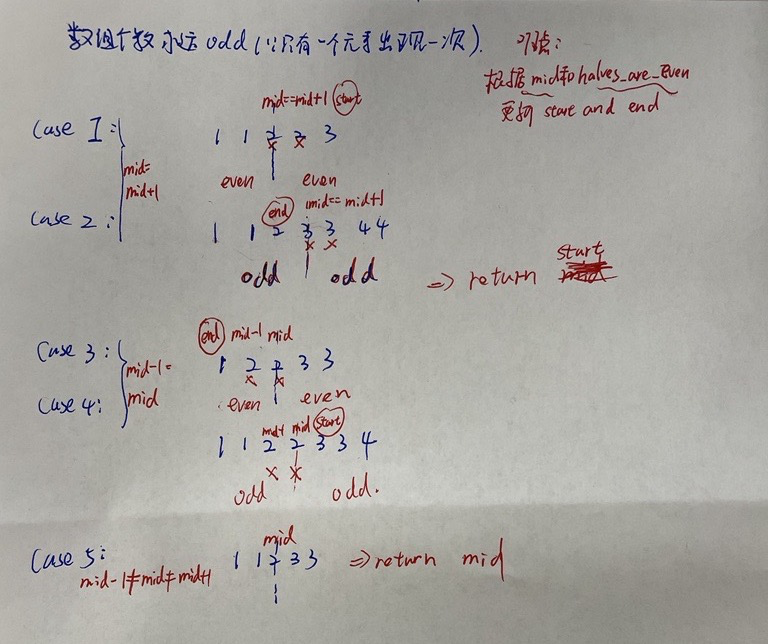 数组个数永远 odd (∵只有一个元素出现一次).
根据 mid和 halves_are_even
更新 start and end
mid==mid+1 start
Case 1:
1 1 2 2 3
mid=
mid+1
even even
end mid==mid+1
Case 2:
1 1 2 3 3 4 4
odd odd
=> return start
end mid-1 mid
Case 3:
1 2 2 3 3
mid-1=
mid
Case 4:
even even
mid-1 mid start
1 1 2 2 3 3 4
odd odd.
mid
Case 5:
1 1 2 3 3
=> return mid
mid-1≠mid≠mid+1